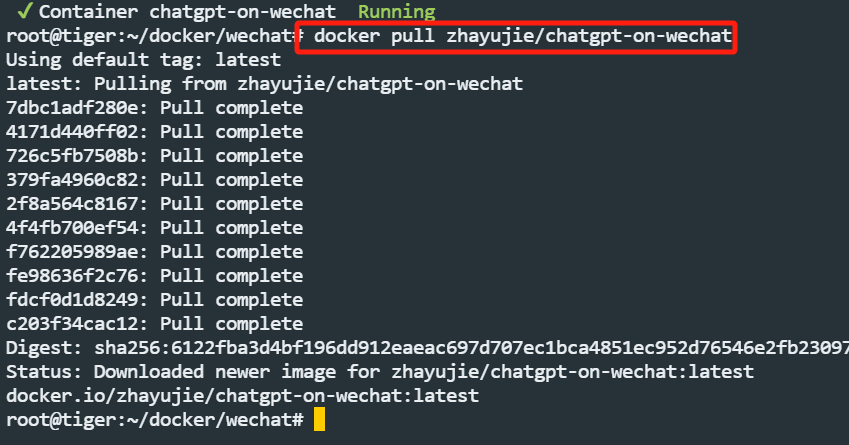 ✓ Container chatgpt-on-wechat Running
root@tiger:~/docker/wechat# docker pull zhayujie/chatgpt-on-wechat
Using default tag: latest
latest: Pulling from zhayujie/chatgpt-on-wechat
7dbc1adf280e: Pull complete
4171d440ff02: Pull complete
726c5fb7508b: Pull complete
379fa4960c82: Pull complete
2f8a564c8167: Pull complete
4f4fb700ef54: Pull complete
f762205989ae: Pull complete
fe98636f2c76: Pull complete
fdcf0d1d8249: Pull complete
c203f34cac12: Pull complete
Digest: sha256:6122fba3d4bf196dd912eaeac697d707ec1bca4851ec952d76546e2fb23097
Status: Downloaded newer image for zhayujie/chatgpt-on-wechat:latest
docker.io/zhayujie/chatgpt-on-wechat:latest
root@tiger:~/docker/wechat#